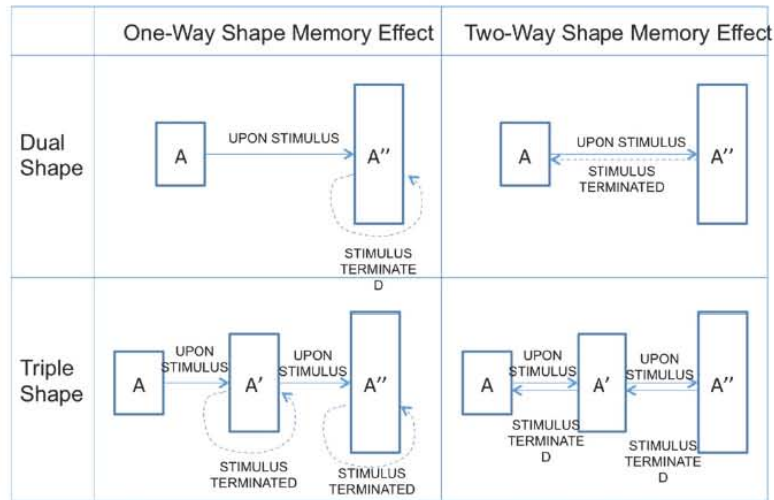 One-Way Shape Memory Effect
Two-Way Shape Memory Effect
Dual
Shape
A
UPON STIMULUS
A''
STIMULUS
TERMINATE
D
A
UPON STIMULUS
STIMULUS
TERMINATED
A''
Triple
Shape
A
UPON
STIMULUS
A'
UPON
STIMULUS
A''
STIMULUS
TERMINATED
STIMULUS
TERMINATED
A
UPON
STIMULUS
A'
UPON
STIMULUS
A''
STIMULUS
TERMINATE
D
STIMULUS
TERMINATE
D